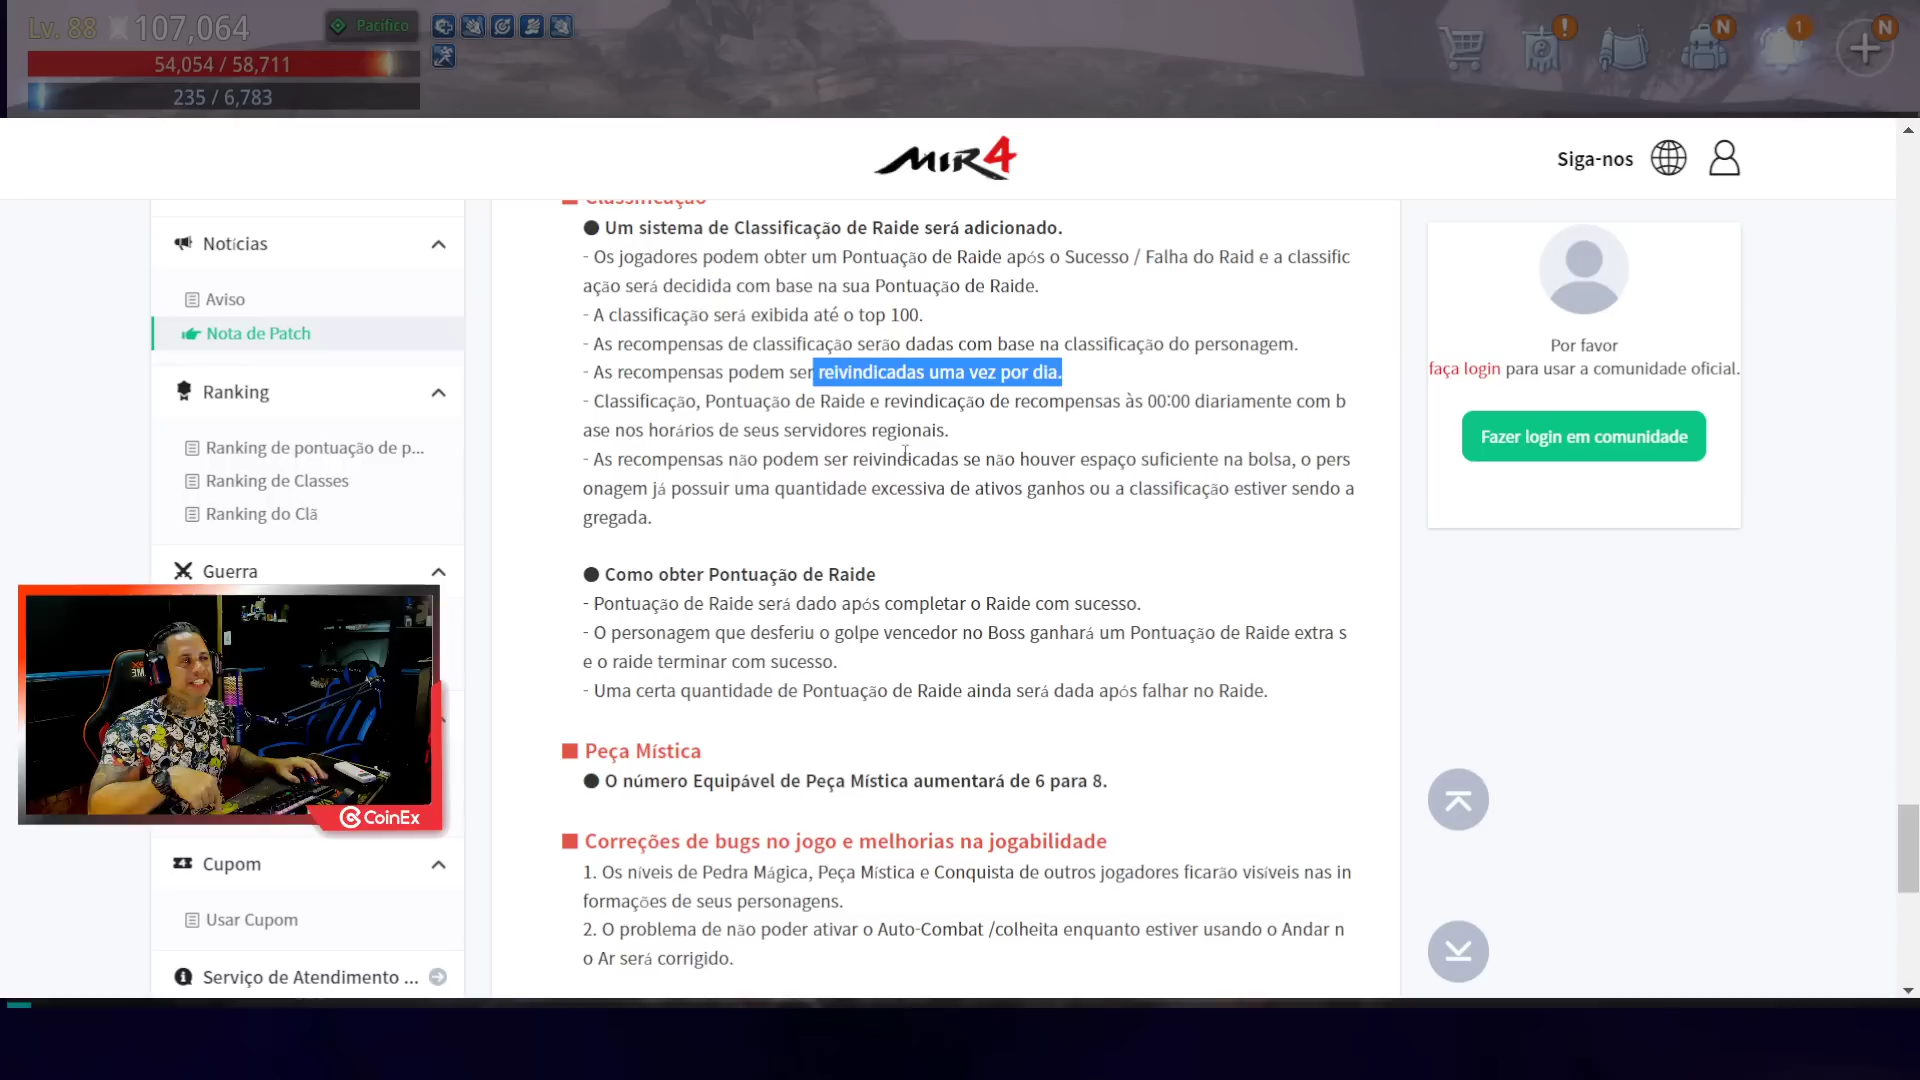 Lv. 88 107,064
Pacífico
54,054 / 58,711
235 / 6,783
N
1
N
MIR4
Siga-nos
Notícias
Aviso
Nota de Patch
Ranking
Ranking de pontuação de p...
Ranking de Classes
Ranking do Clã
Guerra
Cupom
Usar Cupom
Serviço de Atendimento ...
CoinEx
Classificação
● Um sistema de Classificação de Raide será adicionado.
- Os jogadores podem obter um Pontuação de Raide após o Sucesso / Falha do Raid e a classific
ação será decidida com base na sua Pontuação de Raide.
- A classificação será exibida até o top 100.
- As recompensas de classificação serão dadas com base na classificação do personagem.
- As recompensas podem ser reivindicadas uma vez por dia.
- Classificação, Pontuação de Raide e revindicação de recompensas às 00:00 diariamente com b
ase nos horários de seus servidores regionais.
- As recompensas não podem ser reivindicadas se não houver espaço suficiente na bolsa, o pers
onagem já possuir uma quantidade excessiva de ativos ganhos ou a classificação estiver sendo a
gregada.
● Como obter Pontuação de Raide
- Pontuação de Raide será dado após completar o Raide com sucesso.
- O personagem que desferiu o golpe vencedor no Boss ganhará um Pontuação de Raide extra s
e o raide terminar com sucesso.
- Uma certa quantidade de Pontuação de Raide ainda será dada após falhar no Raide.
■ Peça Mística
● O número Equipável de Peça Mística aumentará de 6 para 8.
■ Correções de bugs no jogo e melhorias na jogabilidade
1. Os níveis de Pedra Mágica, Peça Mística e Conquista de outros jogadores ficarão visíveis nas in
formações de seus personagens.
2. O problema de não poder ativar o Auto-Combat /colheita enquanto estiver usando o Andar n
o Ar será corrigido.
Por favor
faça login para usar a comunidade oficial.
Fazer login em comunidade